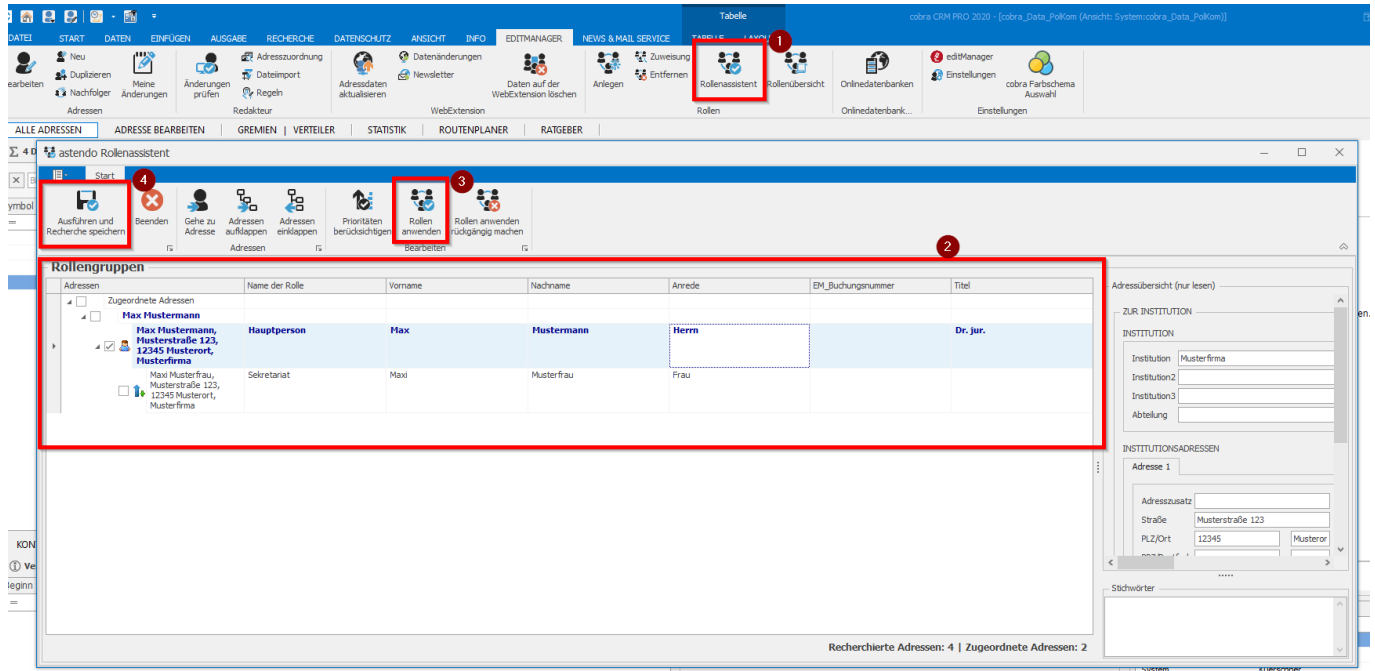 Tabelle
cobra CRM PRO 2020 - [cobra_Data_PolKom (Ansicht: System:cobra_Data_PolKom)]
DATEI START DATEN EINFÜGEN AUSGABE RECHERCHE DATENSCHUTZ ANSICHT INFO EDITMANAGER NEWS & MAIL SERVICE TABELLE
1
Neu
Duplizieren
Nachfolger
Meine
Änderungen
Adressen
Änderungen
prüfen
Adresszuordnung
Dateiimport
Regeln
Redakteur
Adressdaten
aktualisieren
Datenänderungen
Newsletter
Daten auf der
WebExtension löschen
WebExtension
Anlegen
Zuweisung
Entfernen
Rollenassistent
Rollenübersicht
Rollen
Onlinedatenbanken
Onlinedatenbank...
editManager
Einstellungen
cobra Farbschema
Auswahl
Einstellungen
ALLE ADRESSEN ADRESSE BEARBEITEN GREMIEN | VERTEILER STATISTIK ROUTENPLANER RATGEBER
Σ 4 D
astendo Rollenassistent
Start
4
3
Ausführen und
Recherche speichern
Beenden
Gehe zu
Adresse
Adressen
aufklappen
Adressen
einklappen
Adressen
Prioritäten
berücksichtigen
Rollen
anwenden
Rollen anwenden
rückgängig machen
Bearbeiten
2
Rollengruppen
Adressen Name der Rolle Vorname Nachname Anrede EM_Buchungsnummer Titel
Zugeordnete Adressen
Max Mustermann
Max Mustermann, Hauptperson Max Mustermann Herrn Dr. jur.
Musterstraße 123,
12345 Musterort,
Musterfirma
Maxi Musterfrau, Sekretariat Maxi Musterfrau Frau
Musterstraße 123,
12345 Musterort,
Musterfirma
Adressübersicht (nur lesen)
ZUR INSTITUTION
INSTITUTION
Institution Musterfirma
Institution2
Institution3
Abteilung
INSTITUTIONSADRESSEN
Adresse 1
Adresszusatz
Straße Musterstraße 123
PLZ/Ort 12345 Musteror
Stichwörter
Recherchierte Adressen: 4 | Zugeordnete Adressen: 2